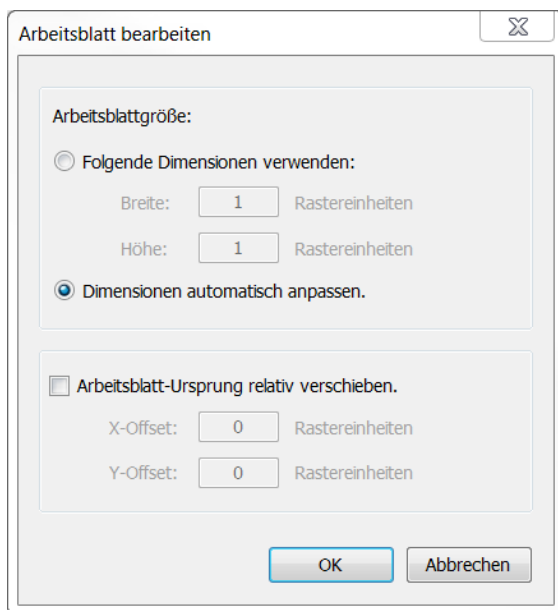 Arbeitsblatt bearbeiten
Arbeitsblattgröße:
Folgende Dimensionen verwenden:
Breite: 1 Rastereinheiten
Höhe: 1 Rastereinheiten
Dimensionen automatisch anpassen.
Arbeitsblatt-Ursprung relativ verschieben.
X-Offset: 0 Rastereinheiten
Y-Offset: 0 Rastereinheiten
OK Abbrechen